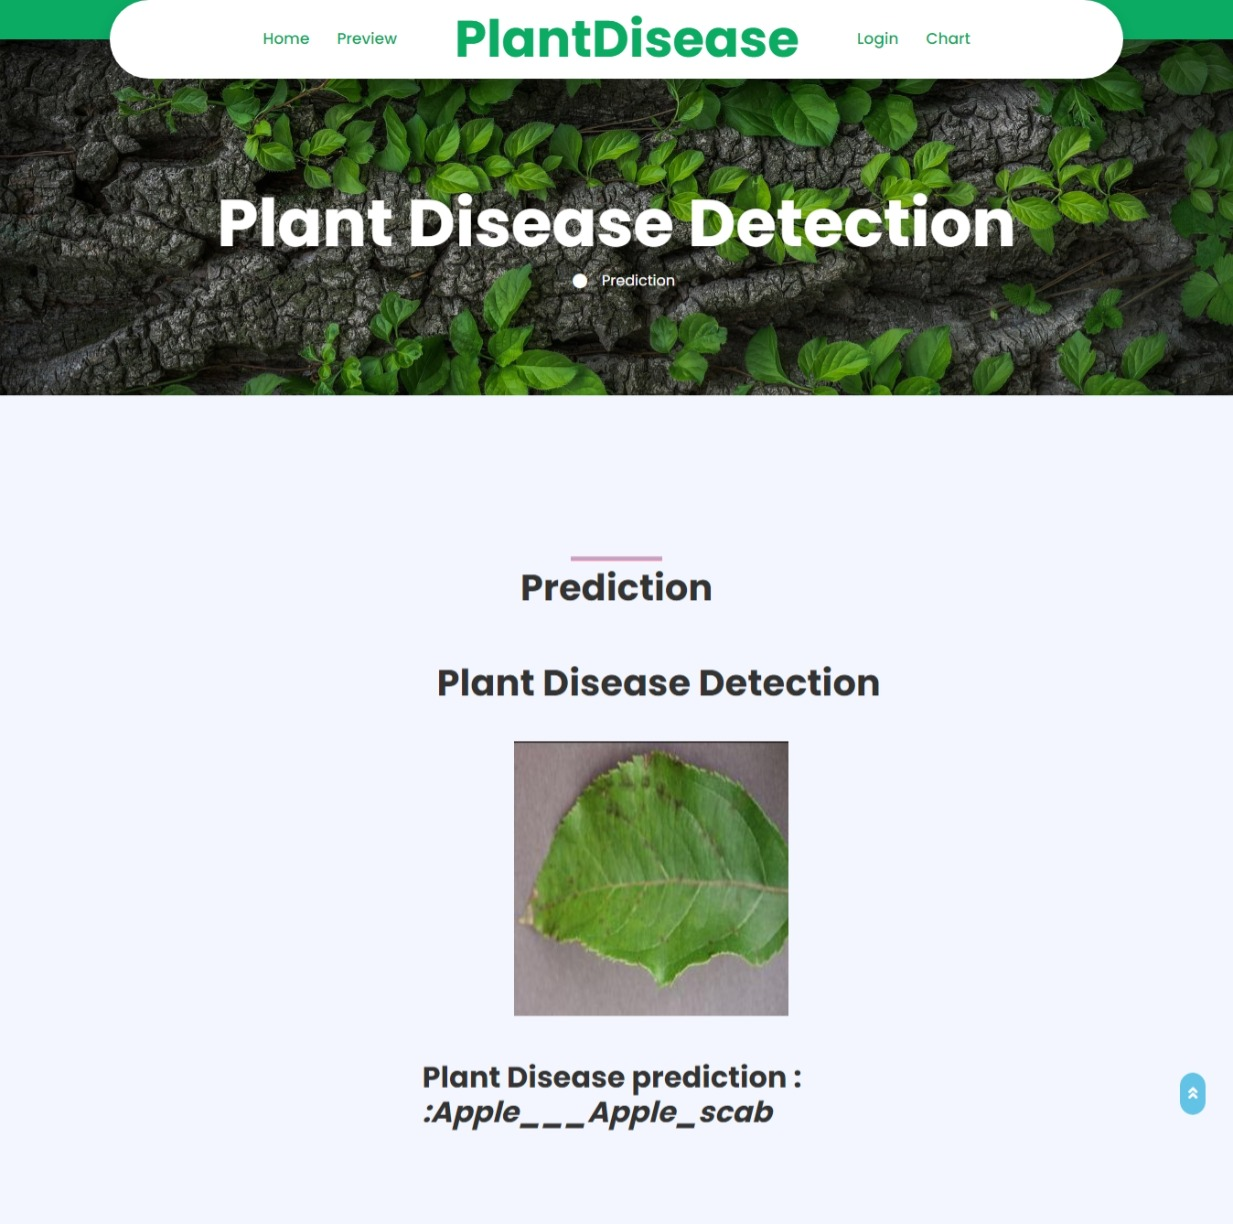 Home Preview PlantDisease Login Chart
Plant Disease Detection
Prediction
Prediction
Plant Disease Detection
Plant Disease prediction :
:Apple___Apple_scab